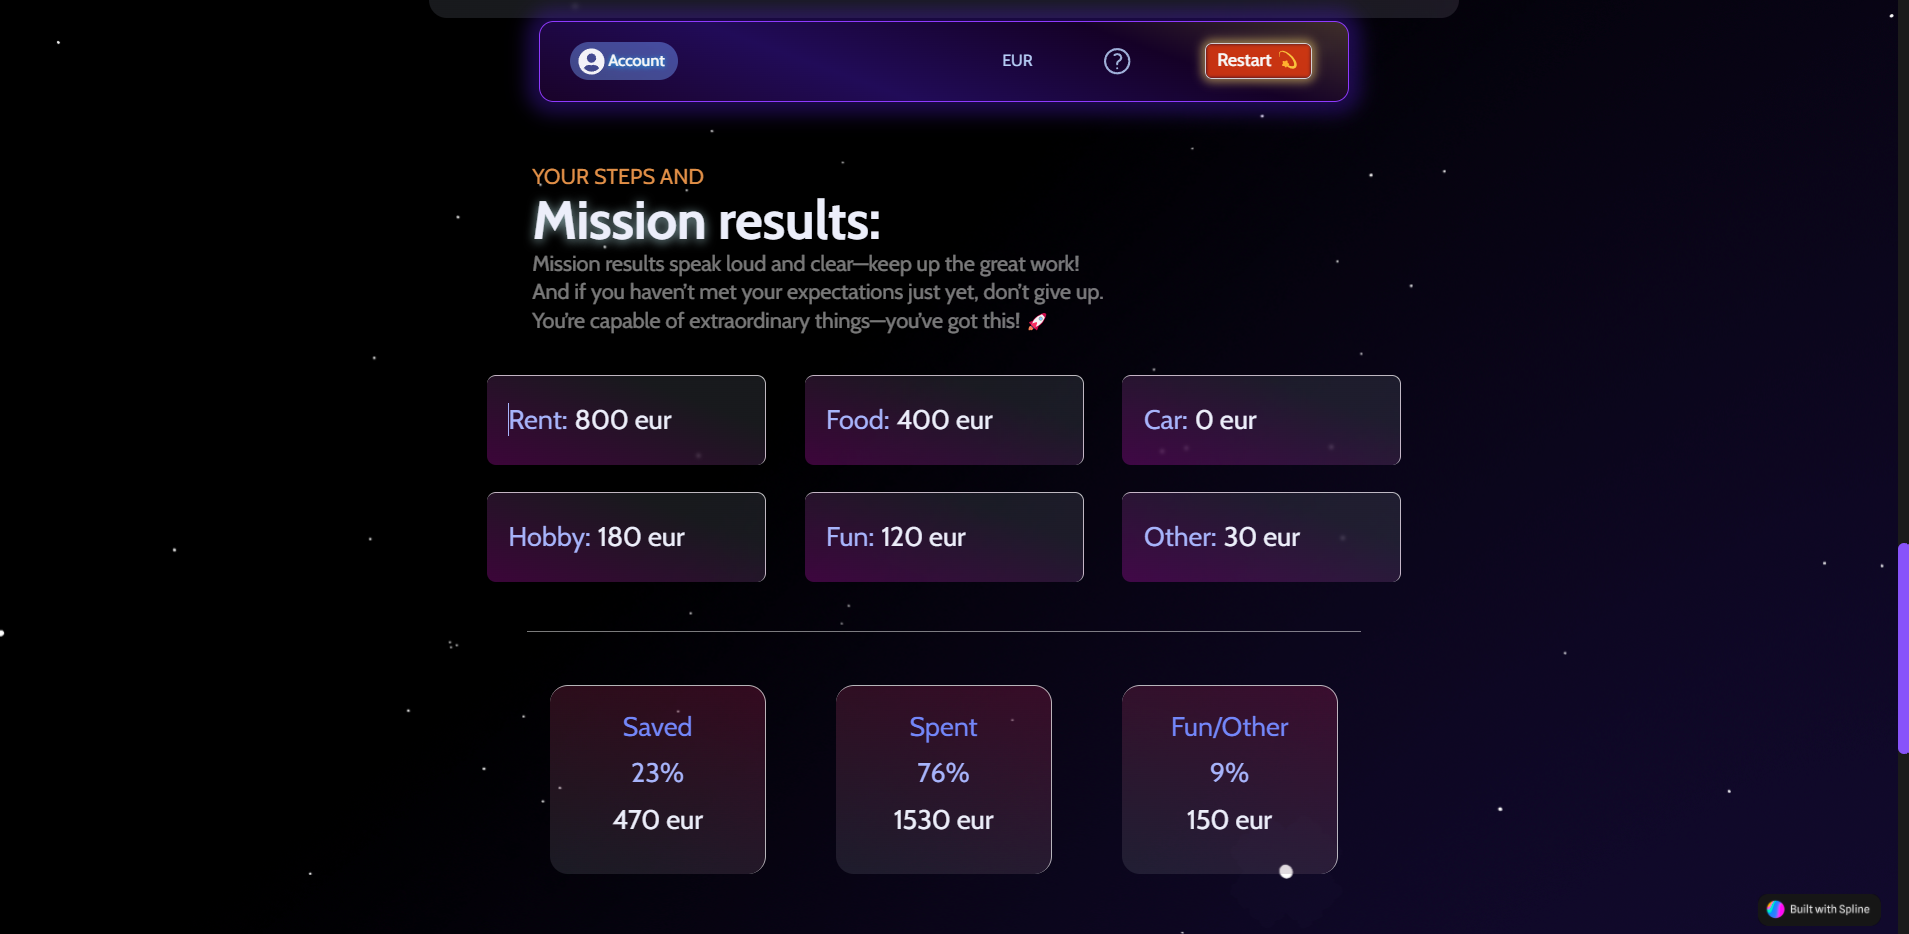 Account
EUR
?
Restart
YOUR STEPS AND
Mission results:
Mission results speak loud and clear—keep up the great work!
And if you haven't met your expectations just yet, don't give up.
You're capable of extraordinary things—you've got this! 🚀
Rent: 800 eur
Food: 400 eur
Car: 0 eur
Hobby: 180 eur
Fun: 120 eur
Other: 30 eur
Saved
23%
470 eur
Spent
76%
1530 eur
Fun/Other
9%
150 eur
Built with Spline